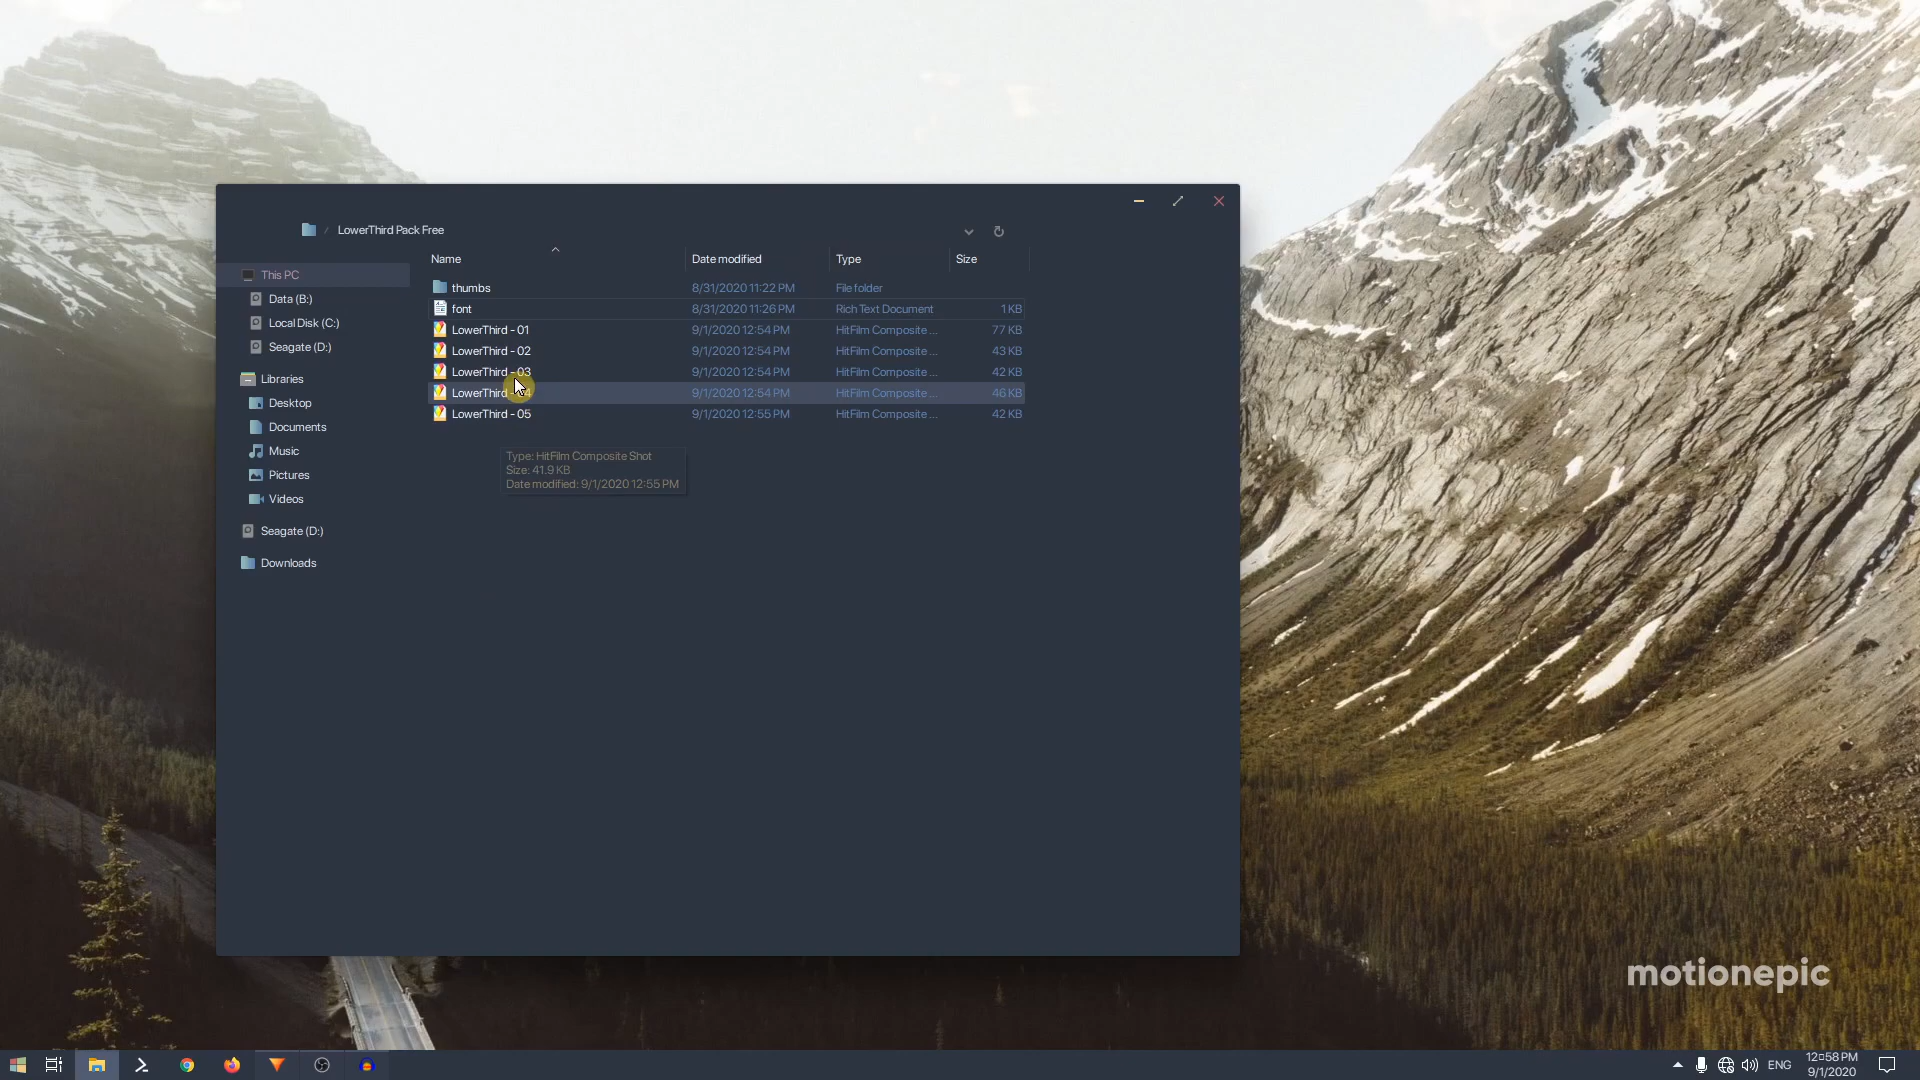 LowerThird Pack Free
Name Date modified Type Size
This PC
thumbs 8/31/2020 11:22 PM File folder
Data (B:)
font 8/31/2020 11:26 PM Rich Text Document 1 KB
Local Disk (C:)
LowerThird - 01 9/1/2020 12:54 PM HitFilm Composite ... 77 KB
Seagate (D:)
LowerThird - 02 9/1/2020 12:54 PM HitFilm Composite ... 43 KB
LowerThird - 03 9/1/2020 12:54 PM HitFilm Composite ... 42 KB
Libraries
LowerThird 9/1/2020 12:54 PM HitFilm Composite ... 46 KB
Desktop
LowerThird - 05 9/1/2020 12:55 PM HitFilm Composite ... 42 KB
Documents
Music
Type: HitFilm Composite Shot
Size: 41.9 KB
Date modified: 9/1/2020 12:55 PM
Pictures
Videos
Seagate (D:)
Downloads
motionepic
ENG
12:58 PM
9/1/2020